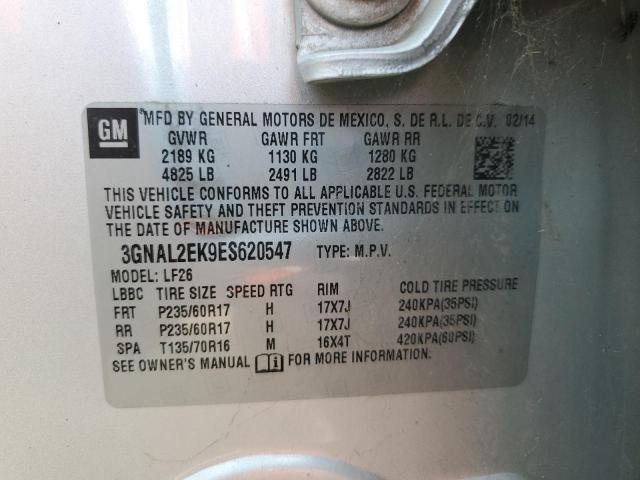 GM
*MFD BY GENERAL MOTORS DE MEXICO, S. DE R.L. DE C.V. 02/14
GVWR GAWR FRT GAWR RR
2189 KG 1130 KG 1280 KG
4825 LB 2491 LB 2822 LB
THIS VEHICLE CONFORMS TO ALL APPLICABLE U.S. FEDERAL MOTOR
VEHICLE SAFETY AND THEFT PREVENTION STANDARDS IN EFFECT ON
THE DATE OF MANUFACTURE SHOWN ABOVE.
3GNAL2EK9ES620547 TYPE: M.P.V.
MODEL: LF26
LBBC TIRE SIZE SPEED RTG RIM COLD TIRE PRESSURE
FRT P235/60R17 H 17X7J 240KPA(35PSI)
RR P235/60R17 H 17X7J 240KPA(35PSI)
SPA T135/70R16 M 16X4T 420KPA(60PSI)
SEE OWNER'S MANUAL i FOR MORE INFORMATION.